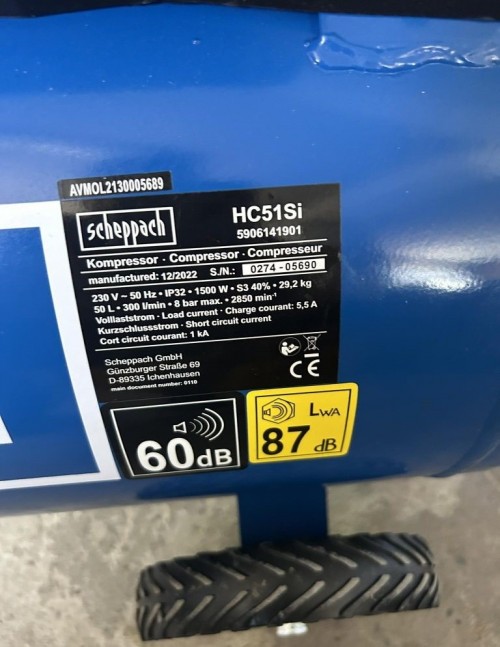 AVMOL2130005689
scheppach
HC51Si
5906141901
Kompressor · Compressor · Compresseur
manufactured: 12/2022 S./N.: 0274 - 05690
230 V ~ 50 Hz • IP32 • 1500 W • S3 40% • 29,2 kg
50 L • 300 l/min • 8 bar max. • 2850 min⁻¹
Volllaststrom · Load current · Charge courant: 5,5 A
Kurzschlussstrom · Short circuit current
Cort circuit courant: 1 kA
Scheppach GmbH
Günzburger Straße 69
D-89335 Ichenhausen
main document number: 0110
CE
60dB
LWA
87 dB